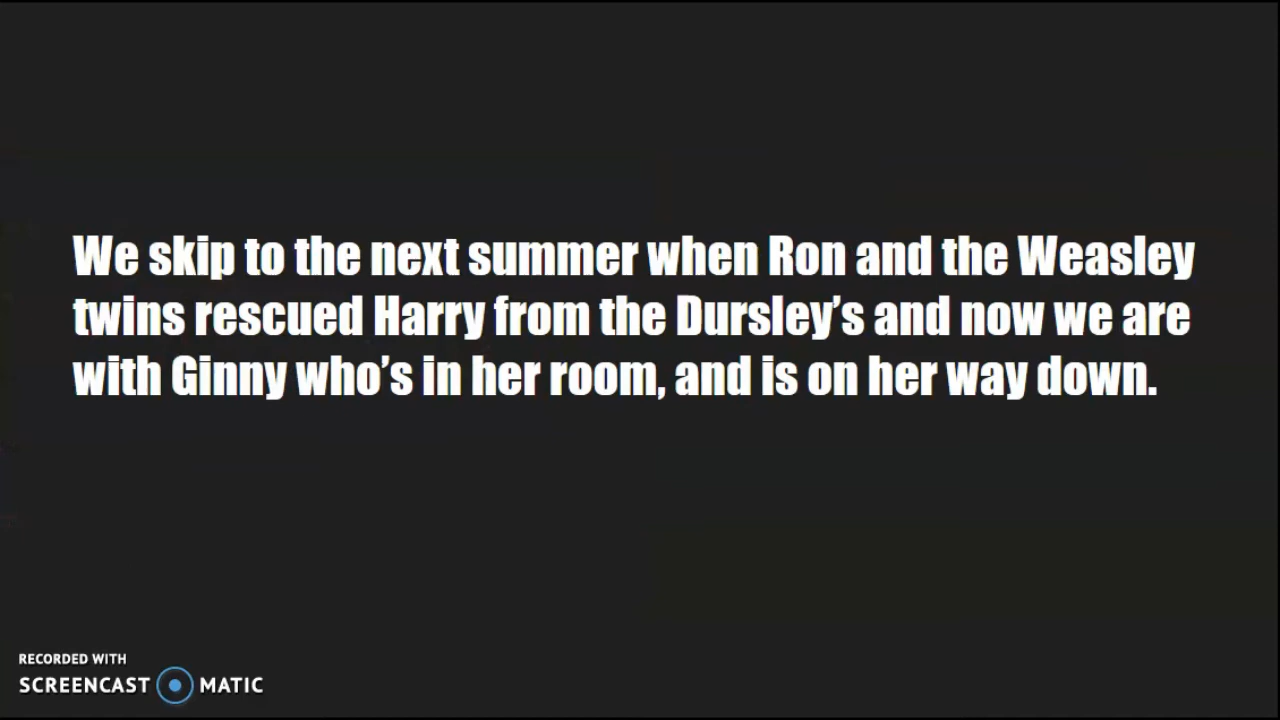 We skip to the next summer when Ron and the Weasley
twins rescued Harry from the Dursley’s and now we are
with Ginny who’s in her room, and is on her way down.
RECORDED WITH
SCREENCAST MATIC